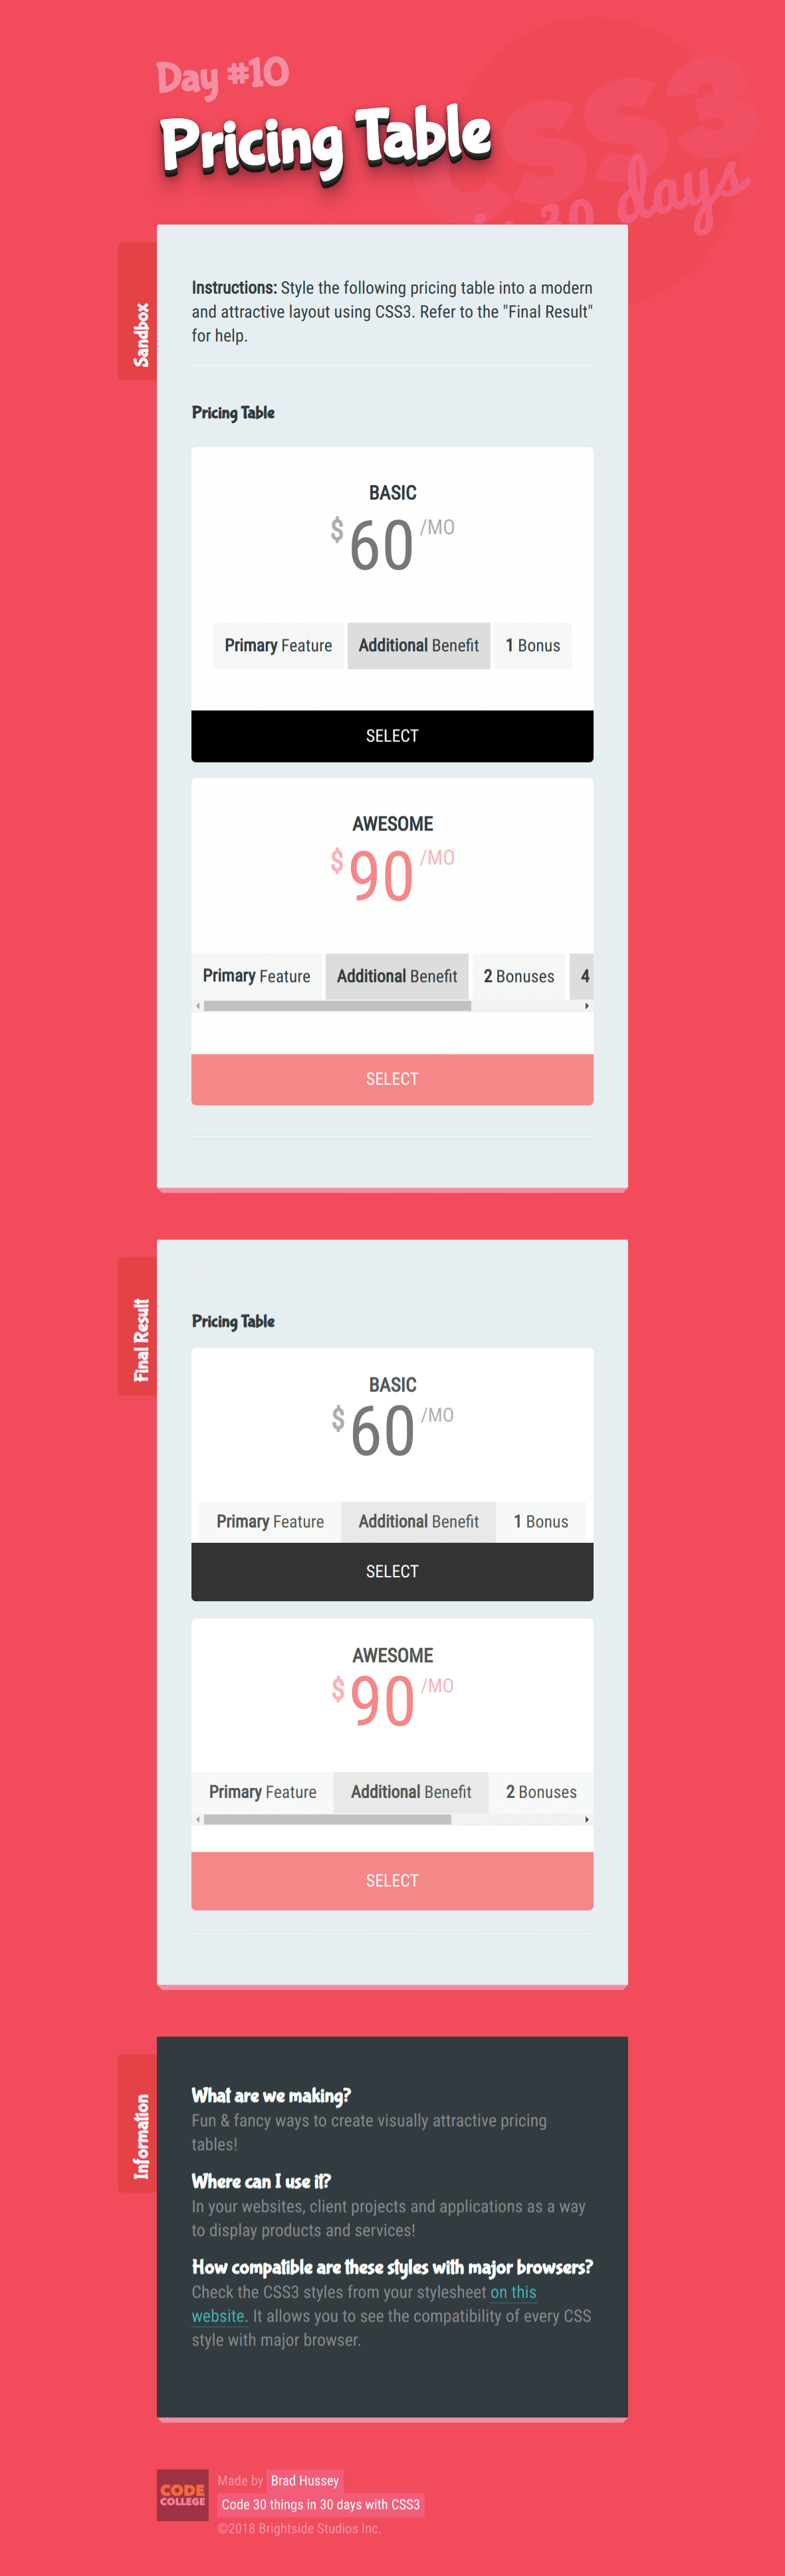 Day #10
CSS3
in 30 days
Pricing Table
Sandbox
Instructions: Style the following pricing table into a modern
and attractive layout using CSS3. Refer to the "Final Result"
for help.
Pricing Table
BASIC
$60/MO
Primary Feature Additional Benefit 1 Bonus
SELECT
AWESOME
$90/MO
Primary Feature Additional Benefit 2 Bonuses 4
SELECT
Final Result
Pricing Table
BASIC
$60/MO
Primary Feature Additional Benefit 1 Bonus
SELECT
AWESOME
$90/MO
Primary Feature Additional Benefit 2 Bonuses
SELECT
Information
What are we making?
Fun & fancy ways to create visually attractive pricing
tables!
Where can I use it?
In your websites, client projects and applications as a way
to display products and services!
How compatible are these styles with major browsers?
Check the CSS3 styles from your stylesheet on this
website. It allows you to see the compatibility of every CSS
style with major browser.
CODE
COLLEGE
Made by Brad Hussey
Code 30 things in 30 days with CSS3
©2018 Brightside Studios Inc.